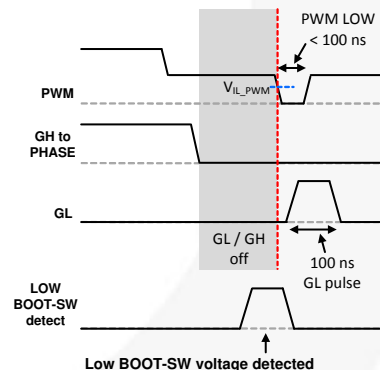 PWM LOW
< 100 ns
V_IL_PWM
PWM
GH to
PHASE
GL
GL / GH
off
100 ns
GL pulse
LOW
BOOT-SW
detect
Low BOOT-SW voltage detected